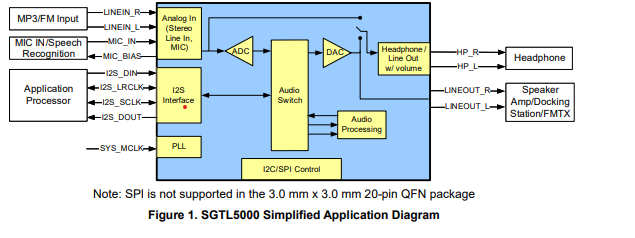 MP3/FM Input
LINEIN_R
LINEIN_L
MIC IN/Speech
Recognition
MIC_IN
MIC_BIAS
Application
Processor
I2S_DIN
I2S_LRCLK
I2S_SCLK
I2S_DOUT
SYS_MCLK
Analog In
(Stereo
Line In,
MIC)
I2S
Interface
PLL
ADC
Audio
Switch
DAC
Audio
Processing
I2C/SPI Control
Headphone /
Line Out
w/ volume
HP_R
HP_L
Headphone
LINEOUT_R
LINEOUT_L
Speaker
Amp/Docking
Station/FMTX
Note: SPI is not supported in the 3.0 mm x 3.0 mm 20-pin QFN package
Figure 1. SGTL5000 Simplified Application Diagram